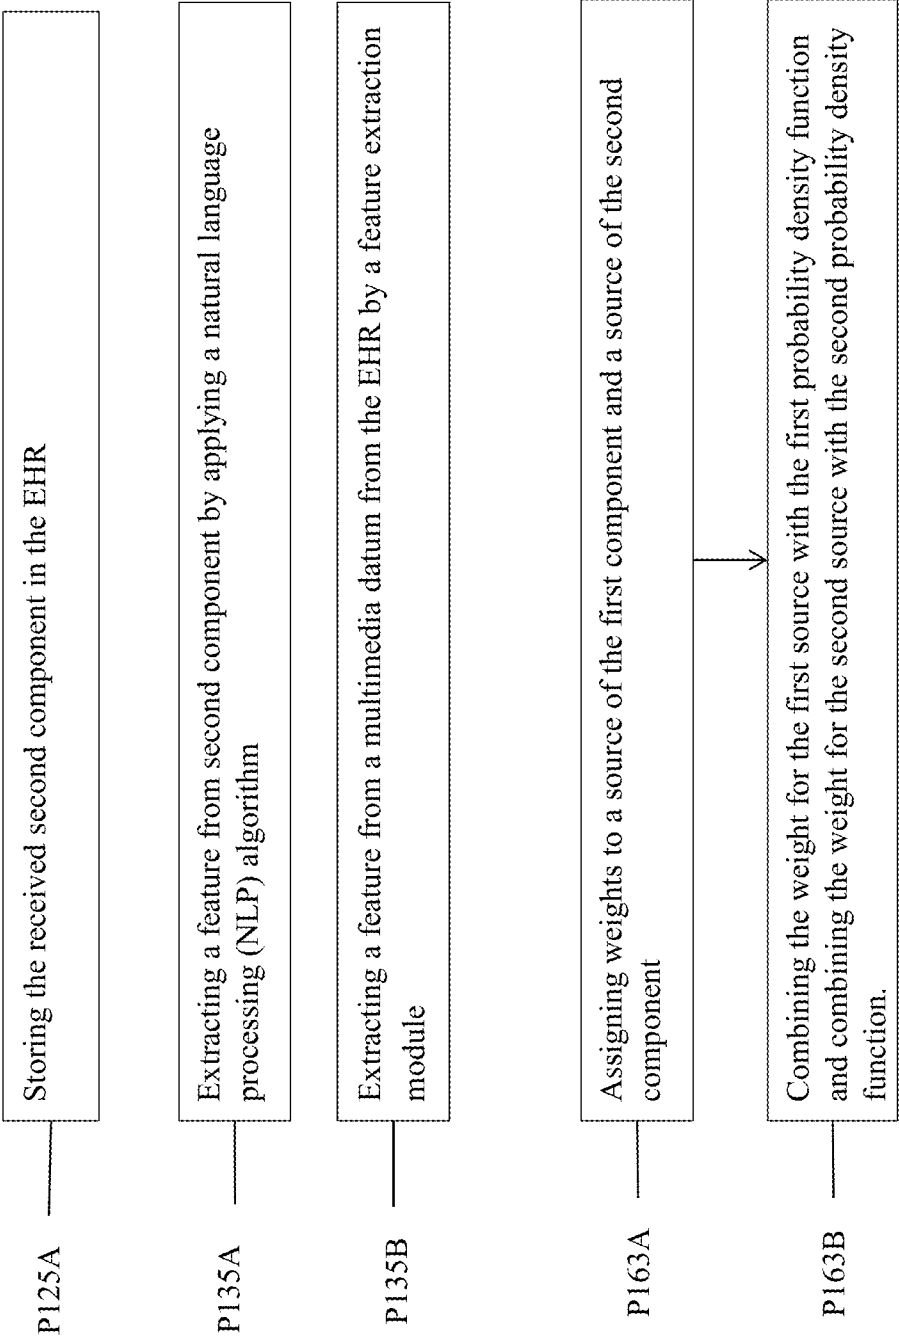 P125A
Storing the received second component in the EHR
P135A
Extracting a feature from second component by applying a natural language
processing (NLP) algorithm
P135B
Extracting a feature from a multimedia datum from the EHR by a feature extraction
module
P163A
Assigning weights to a source of the first component and a source of the second
component
P163B
Combining the weight for the first source with the first probability density function
and combining the weight for the second source with the second probability density
function.